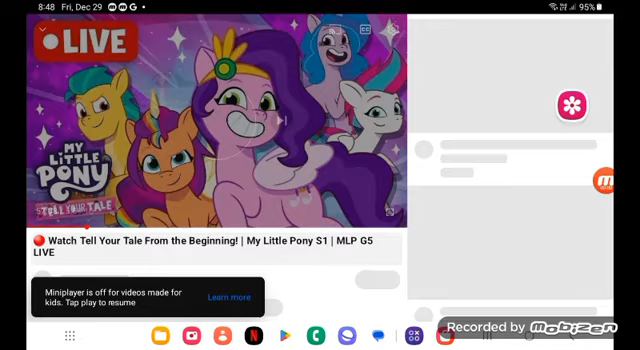 8:48 Fri, Dec 29
95%
LIVE
CC
MY
LITTLE
PONY
TELL YOUR TALE
🔴 Watch Tell Your Tale From the Beginning! | My Little Pony S1 | MLP G5
LIVE
Miniplayer is off for videos made for
kids. Tap play to resume
Learn more
Recorded by Mobizen